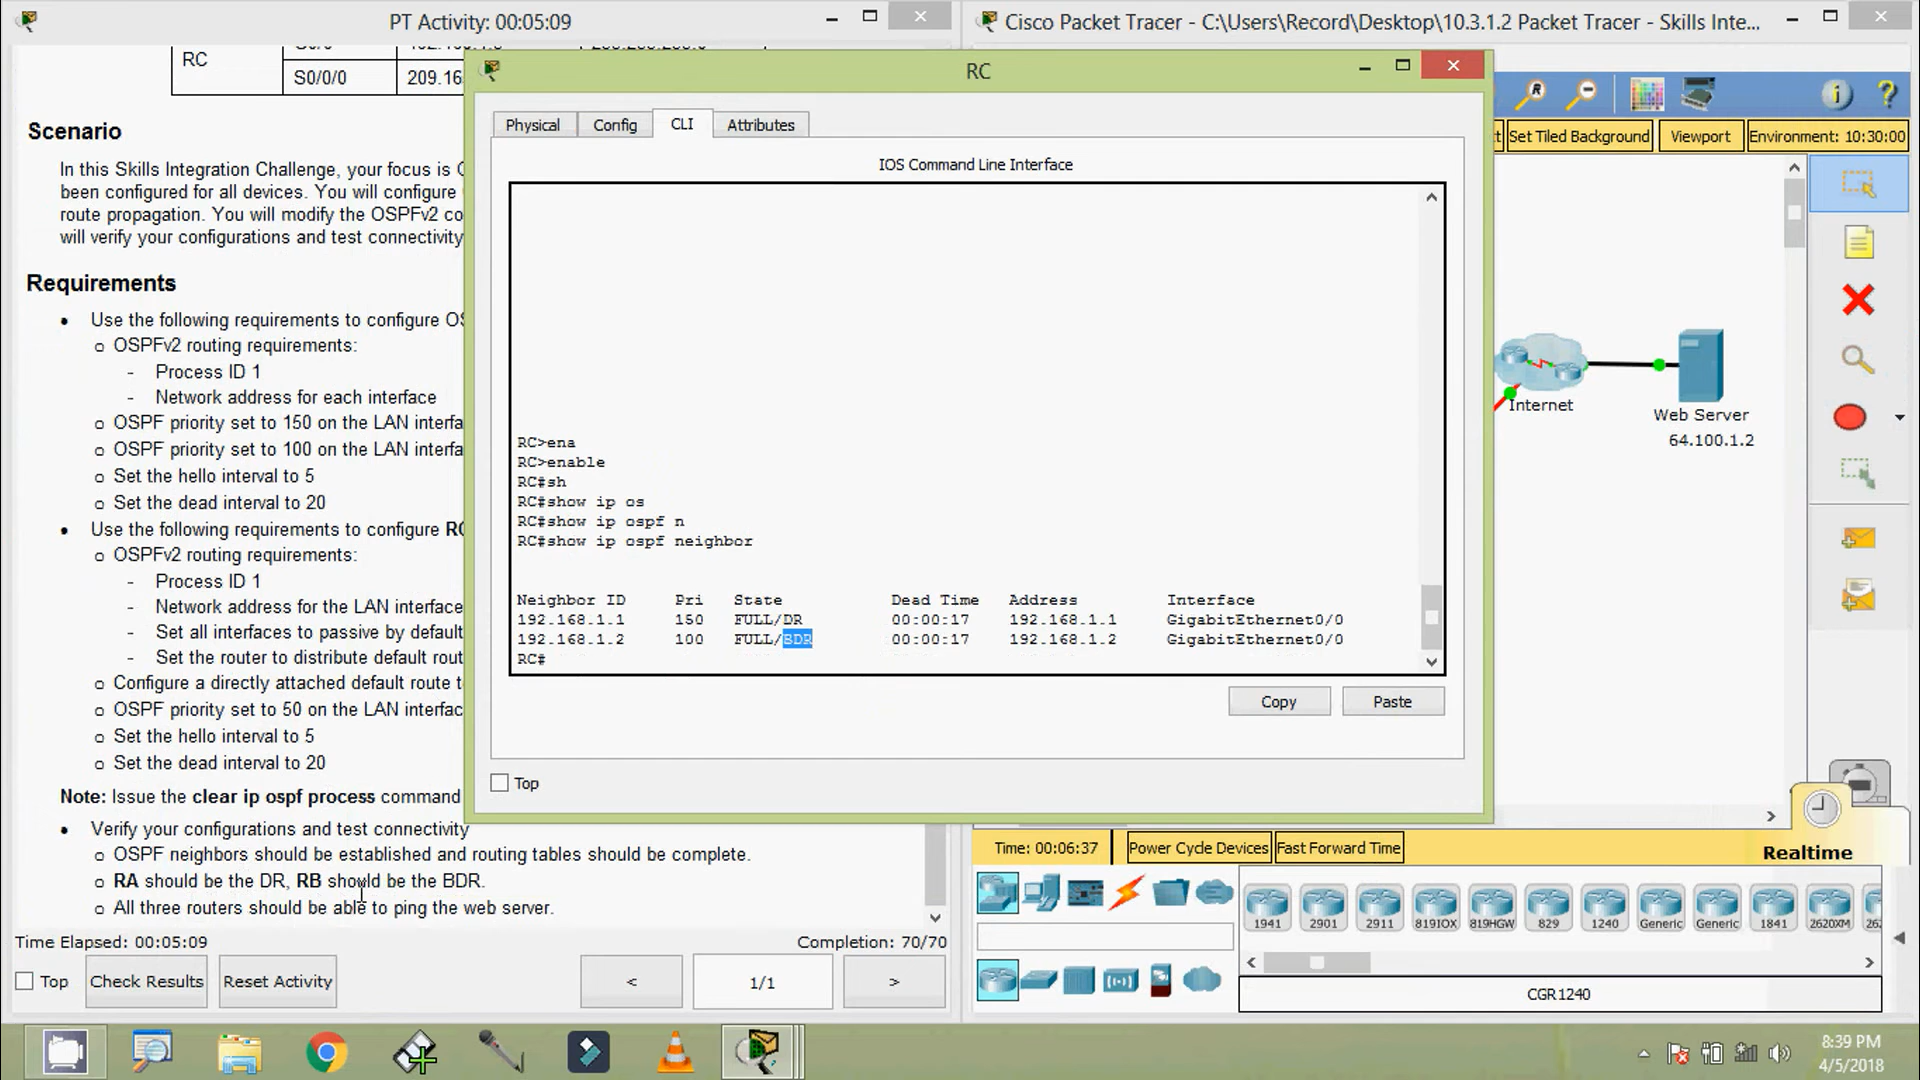 PT Activity: 00:05:09
RC
S0/0/0
209.16
Scenario
In this Skills Integration Challenge, your focus is
been configured for all devices. You will configure
route propagation. You will modify the OSPFv2 co
will verify your configurations and test connectivity
Requirements
Use the following requirements to configure OS
OSPFv2 routing requirements:
- Process ID 1
- Network address for each interface
OSPF priority set to 150 on the LAN interfa
OSPF priority set to 100 on the LAN interfa
Set the hello interval to 5
Set the dead interval to 20
Use the following requirements to configure RC
OSPFv2 routing requirements:
- Process ID 1
- Network address for the LAN interface
- Set all interfaces to passive by default
- Set the router to distribute default rout
Configure a directly attached default route
OSPF priority set to 50 on the LAN interfac
Set the hello interval to 5
Set the dead interval to 20
Note: Issue the clear ip ospf process command
Verify your configurations and test connectivity
OSPF neighbors should be established and routing tables should be complete.
RA should be the DR, RB should be the BDR.
All three routers should be able to ping the web server.
Time Elapsed: 00:05:09
Completion: 70/70
Top
Check Results
Reset Activity
<
1/1
>
RC
Physical
Config
CLI
Attributes
IOS Command Line Interface
RC>ena
RC>enable
RC#sh
RC#show ip os
RC#show ip ospf n
RC#show ip ospf neighbor
Neighbor ID Pri State Dead Time Address Interface
192.168.1.1 150 FULL/DR 00:00:17 192.168.1.1 GigabitEthernet0/0
192.168.1.2 100 FULL/BDR 00:00:17 192.168.1.2 GigabitEthernet0/0
RC#
Copy
Paste
Top
Cisco Packet Tracer - C:\Users\Record\Desktop\10.3.1.2 Packet Tracer - Skills Inte...
Set Tiled Background
Viewport
Environment: 10:30:00
Internet
Web Server
64.100.1.2
Time: 00:06:37
Power Cycle Devices
Fast Forward Time
Realtime
1941
2901
2911
819IOX
819HGW
829
1240
Generic
Generic
1841
2620XM
CGR1240
8:39 PM
4/5/2018